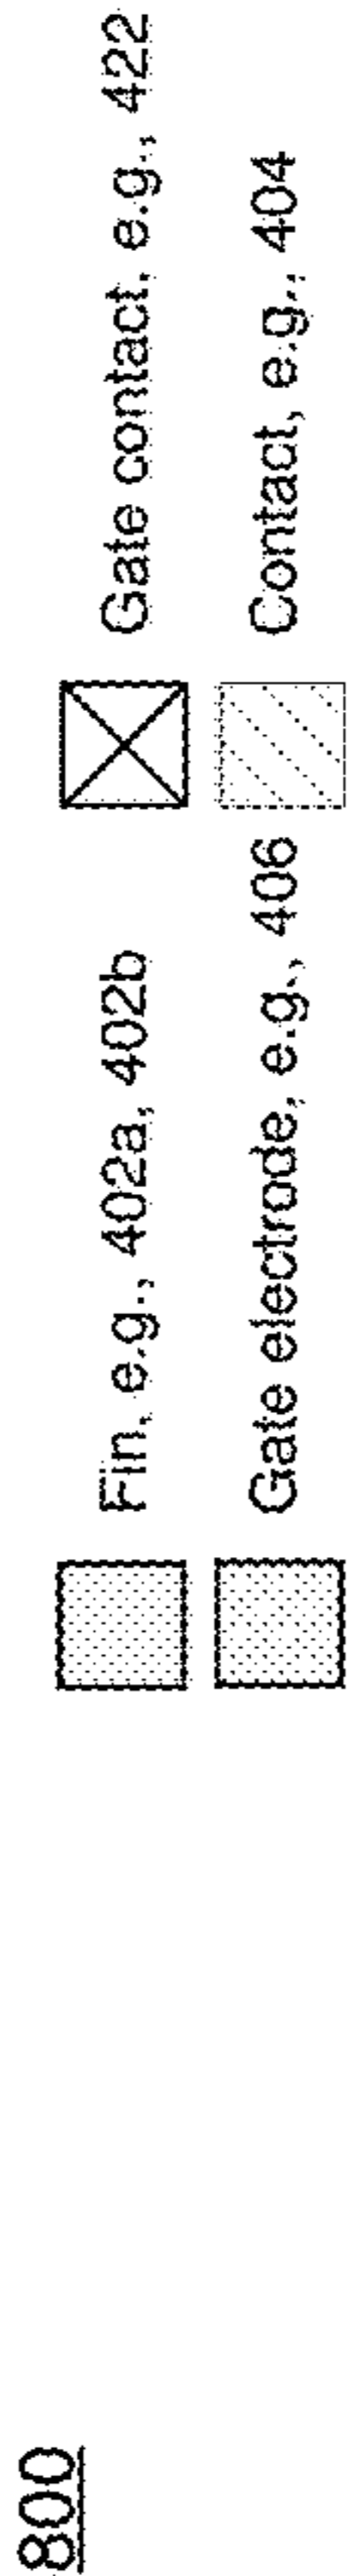 800
Fin, e.g., 402a, 402b
Gate contact, e.g., 422
Gate electrode, e.g., 406
Contact, e.g., 404